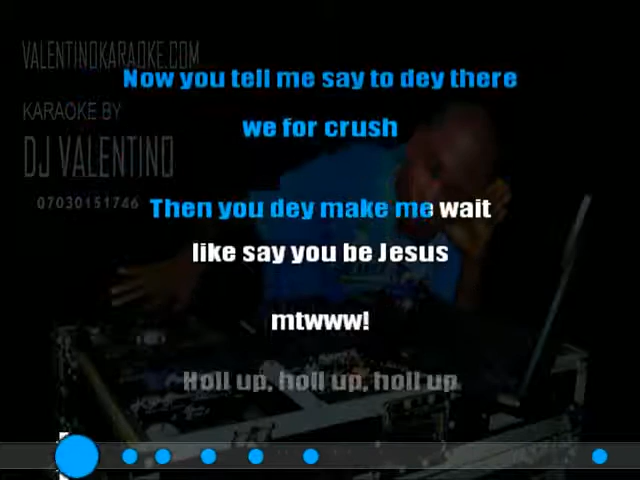 VALENTINOKARAOKE.COM
Now you tell me say to dey there
KARAOKE BY
we for crush
DJ VALENTINO
07030151746
Then you dey make me wait
like say you be Jesus
mtwww!
Holl up, holl up, holl up